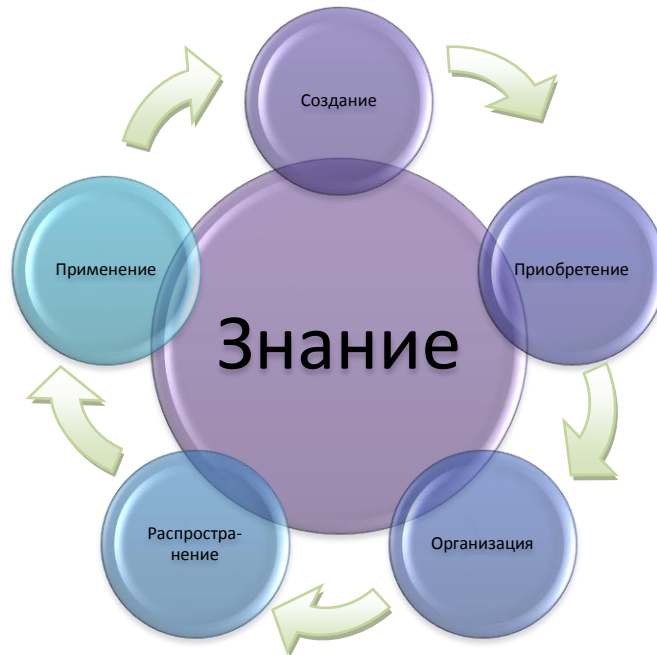 Создание
Приобретение
Организация
Распростра-
нение
Применение
Знание